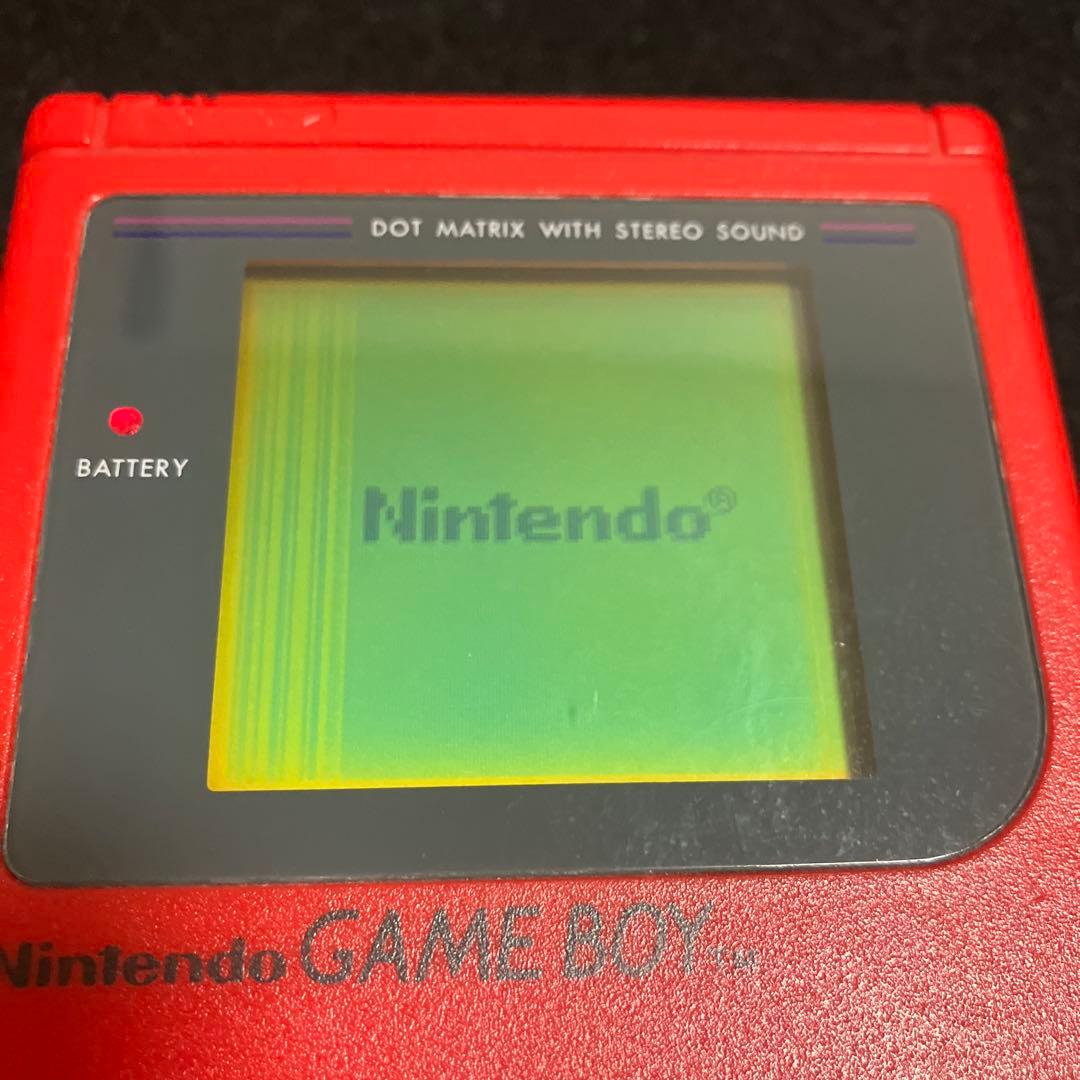 DOT MATRIX WITH STEREO SOUND
BATTERY
Nintendo®
Nintendo GAME BOY™